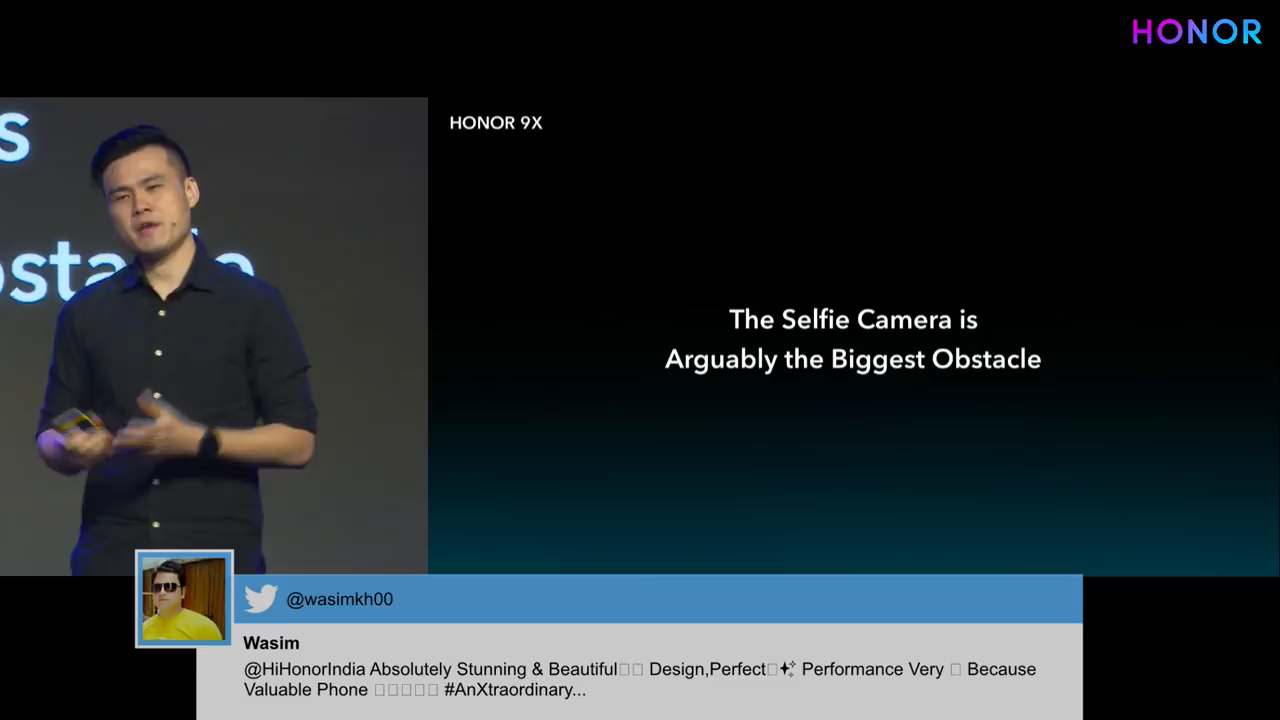 HONOR
s
HONOR 9X
The Selfie Camera is
Arguably the Biggest Obstacle
@wasimkh00
Wasim
@HiHonorIndia Absolutely Stunning & Beautiful□□ Design,Perfect□✨ Performance Very □ Because
Valuable Phone □□□□□ #AnXtraordinary...